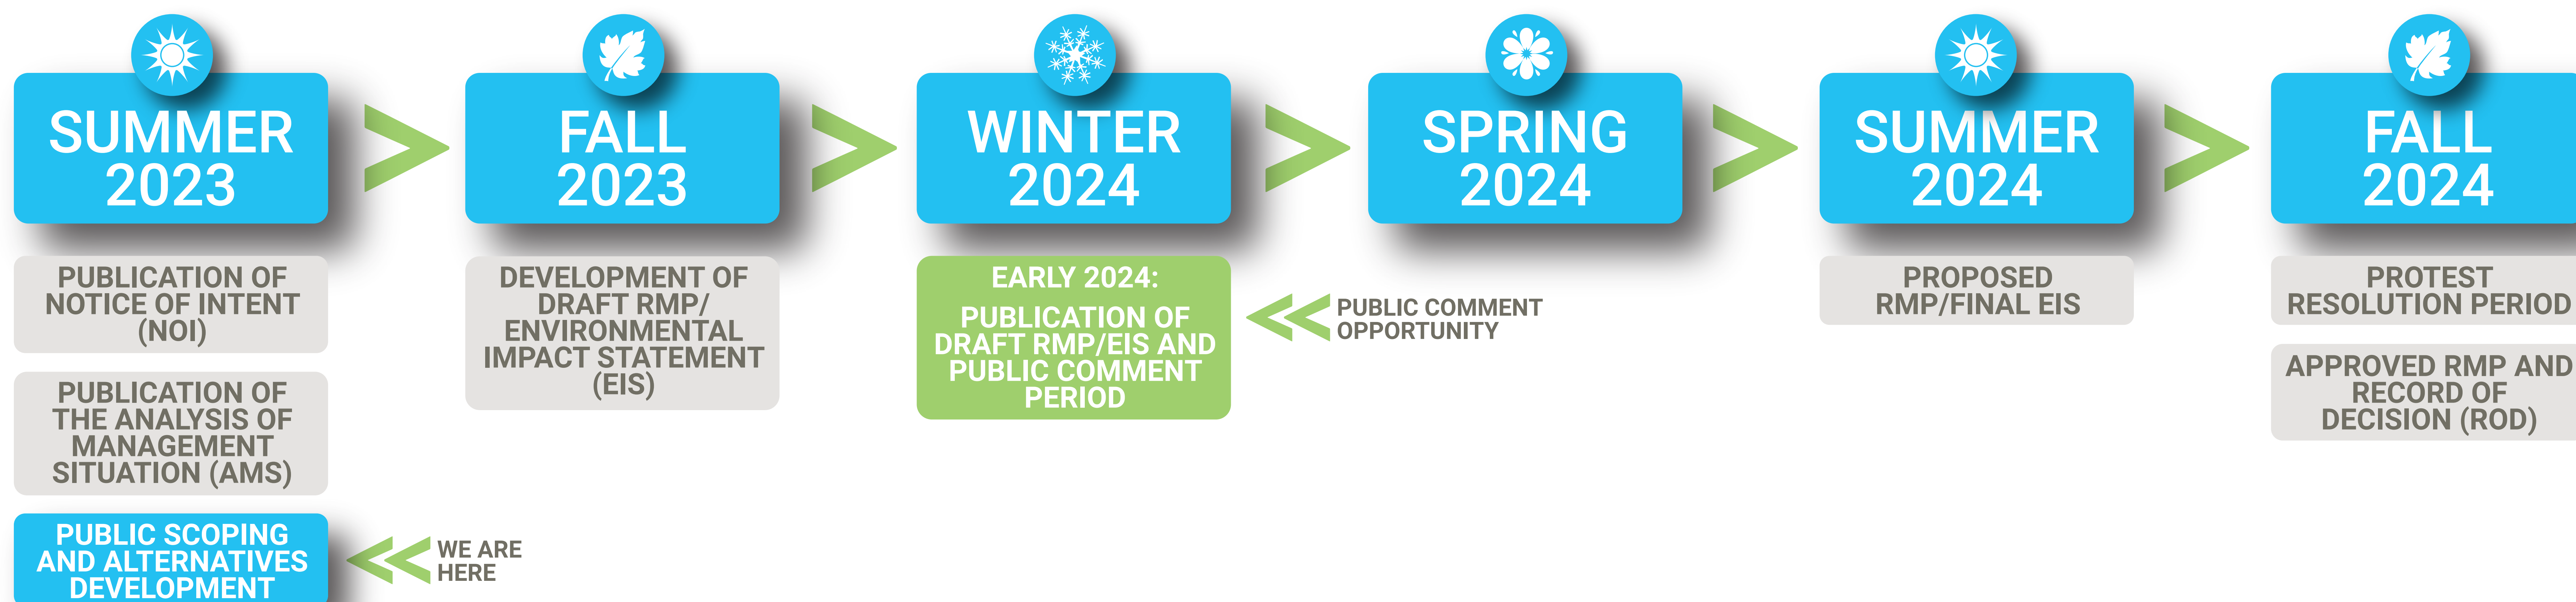 SUMMER
2023
PUBLICATION OF
NOTICE OF INTENT
(NOI)
PUBLICATION OF
THE ANALYSIS OF
MANAGEMENT
SITUATION (AMS)
PUBLIC SCOPING
AND ALTERNATIVES
DEVELOPMENT
WE ARE
HERE
FALL
2023
DEVELOPMENT OF
DRAFT RMP/
ENVIRONMENTAL
IMPACT STATEMENT
(EIS)
WINTER
2024
EARLY 2024:
PUBLICATION OF
DRAFT RMP/EIS AND
PUBLIC COMMENT
PERIOD
PUBLIC COMMENT
OPPORTUNITY
SPRING
2024
SUMMER
2024
PROPOSED
RMP/FINAL EIS
FALL
2024
PROTEST
RESOLUTION PERIOD
APPROVED RMP AND
RECORD OF
DECISION (ROD)